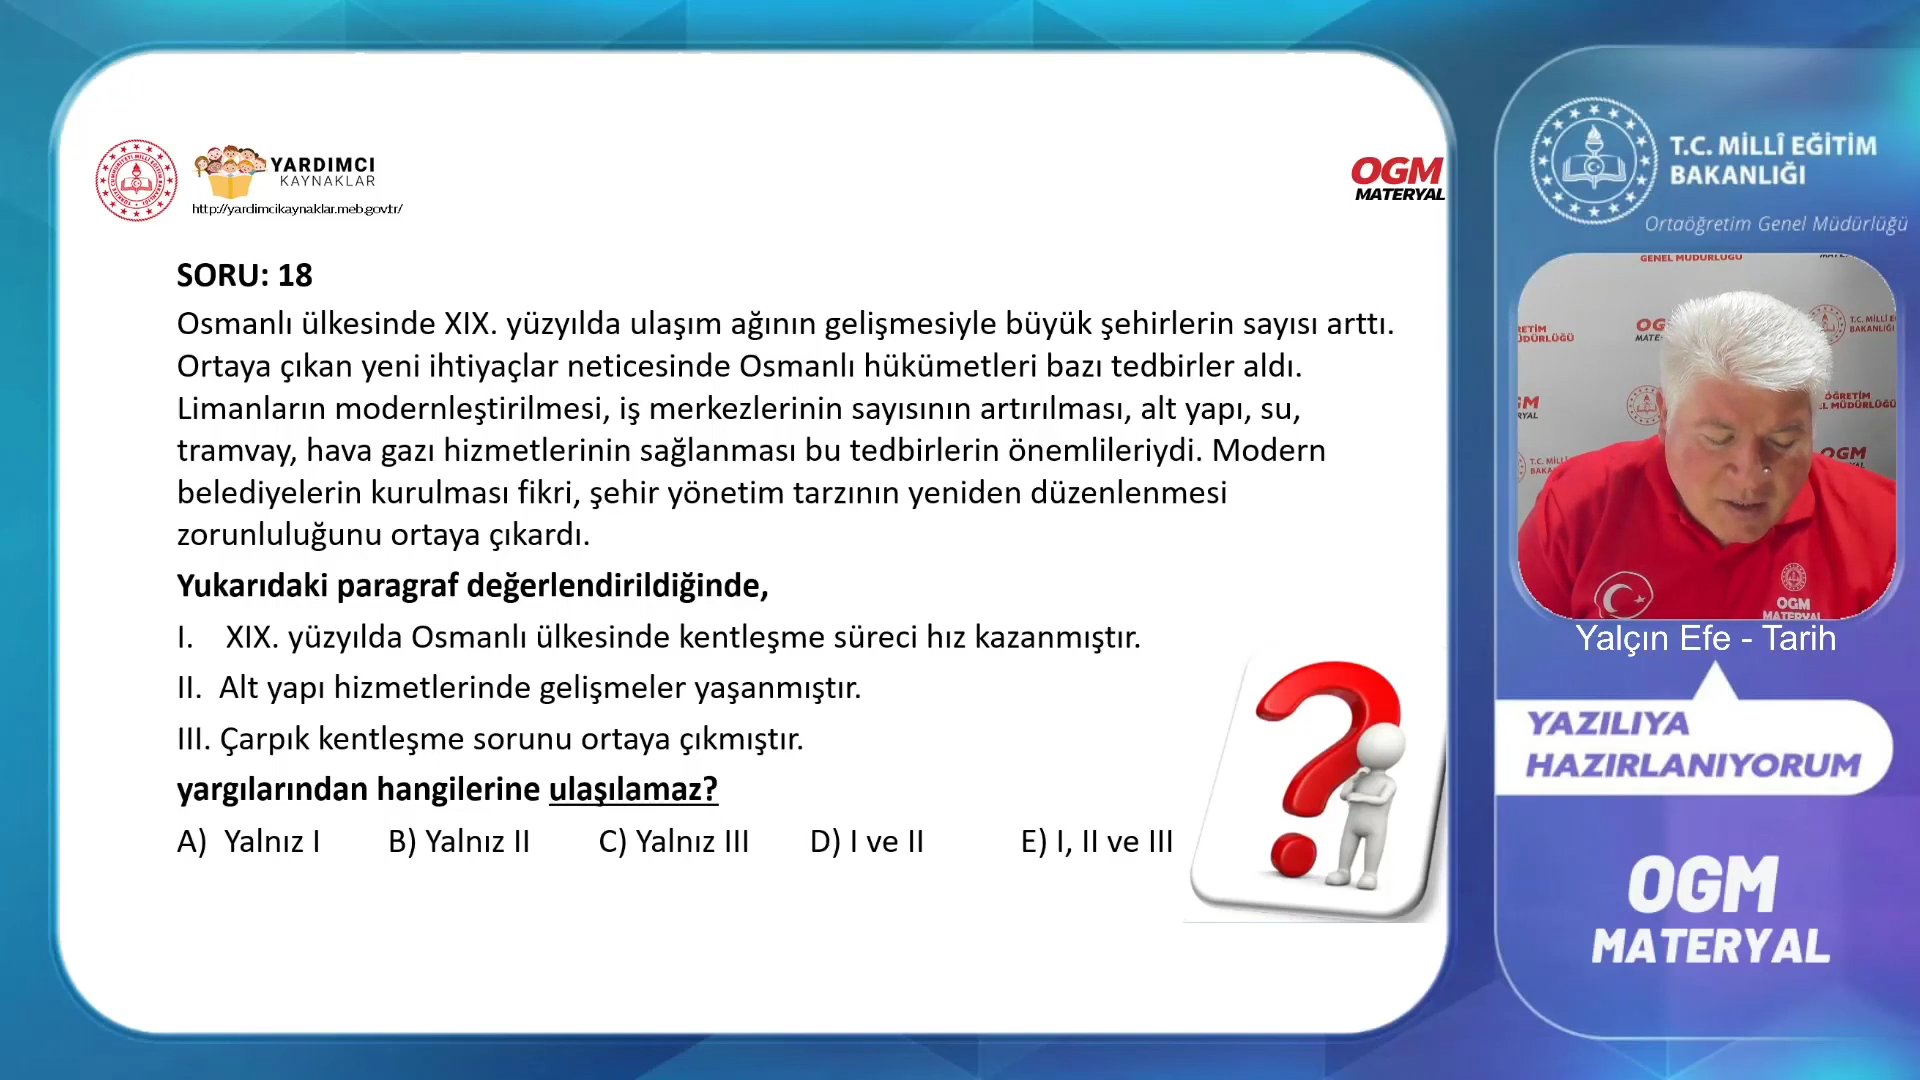 YARDIMCI
KAYNAKLAR
http://yardimcikaynaklar.meb.gov.tr/
OGM
MATERYAL
SORU: 18
Osmanlı ülkesinde XIX. yüzyılda ulaşım ağının gelişmesiyle büyük şehirlerin sayısı arttı.
Ortaya çıkan yeni ihtiyaçlar neticesinde Osmanlı hükümetleri bazı tedbirler aldı.
Limanların modernleştirilmesi, iş merkezlerinin sayısının artırılması, alt yapı, su,
tramvay, hava gazı hizmetlerinin sağlanması bu tedbirlerin önemlileriydi. Modern
belediyelerin kurulması fikri, şehir yönetim tarzının yeniden düzenlenmesi
zorunluluğunu ortaya çıkardı.
Yukarıdaki paragraf değerlendirildiğinde,
I. XIX. yüzyılda Osmanlı ülkesinde kentleşme süreci hız kazanmıştır.
II. Alt yapı hizmetlerinde gelişmeler yaşanmıştır.
III. Çarpık kentleşme sorunu ortaya çıkmıştır.
yargılarından hangilerine ulaşılamaz?
A) Yalnız I B) Yalnız II C) Yalnız III D) I ve II E) I, II ve III
T.C. MİLLÎ EĞİTİM
BAKANLIĞI
Ortaöğretim Genel Müdürlüğü
GENEL MÜDÜRLÜĞÜ
OGM
MATERYAL
Yalçın Efe - Tarih
YAZILIYA
HAZIRLANIYORUM
OGM
MATERYAL